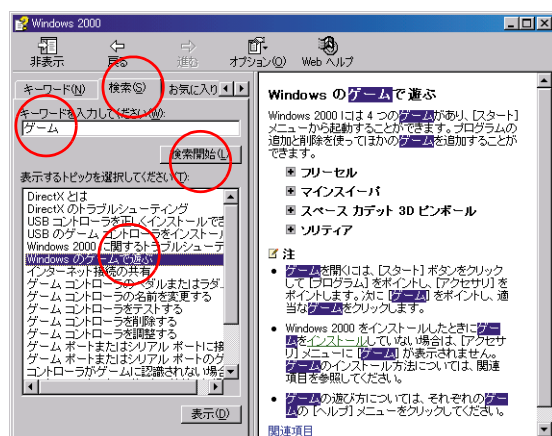 Windows 2000
非表示 戻る 進む オプション(O) Web ヘルプ
キーワード(N) 検索(S) お気に入り
キーワードを入力してください(W):
ゲーム
検索開始(L)
表示するトピックを選択してください(T):
DirectX とは
DirectX のトラブルシューティング
USB コントローラを正しくインストールでき
USB のゲーム コントローラをインストー
Windows 2000 に関するトラブルシューテ
Windows のゲームで遊ぶ
インターネット接続の共有
ゲーム コントローラのペダルまたはラダ
ゲーム コントローラの名前を変更する
ゲーム コントローラをテストする
ゲーム コントローラを削除する
ゲーム コントローラを調整する
ゲーム ポートまたはシリアル ポートに接
ゲーム ポートまたはシリアル ポートのゲ
コントローラがゲームに認識されない場合
表示(D)
Windows のゲームで遊ぶ
Windows 2000 には 4 つのゲームがあり、[スタート]
メニューから起動することができます。プログラムの
追加と削除を使ってほかのゲームを追加することが
できます。
フリーセル
マインスイーパ
スペース カデット 3D ピンボール
ソリティア
注
• ゲームを開くには、[スタート] ボタンをクリック
して [プログラム] をポイントし、[アクセサリ] を
ポイントします。次に [ゲーム] をポイントし、適
当なゲームをクリックします。
• Windows 2000 をインストールしたときにゲー
ムをインストールしていない場合は、[アクセサ
リ] メニューに [ゲーム] が表示されません。
ゲームのインストール方法については、関連
項目を参照してください。
• ゲームの遊び方については、それぞれのゲー
ムの [ヘルプ] メニューをクリックしてください。
関連項目